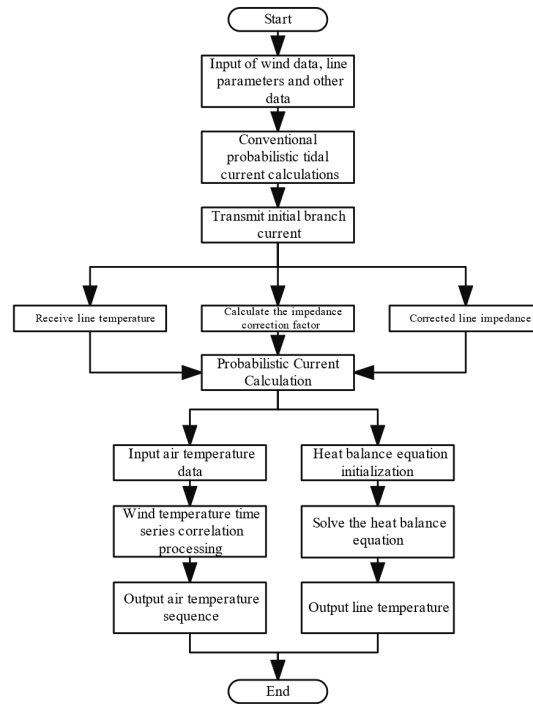 Start
Input of wind data, line
parameters and other
data
Conventional
probabilistic tidal
current calculations
Transmit initial branch
current
Receive line temperature
Calculate the impedance
correction factor
Corrected line impedance
Probabilistic Current
Calculation
Input air temperature
data
Heat balance equation
initialization
Wind temperature time
series correlation
processing
Solve the heat balance
equation
Output air temperature
sequence
Output line temperature
End